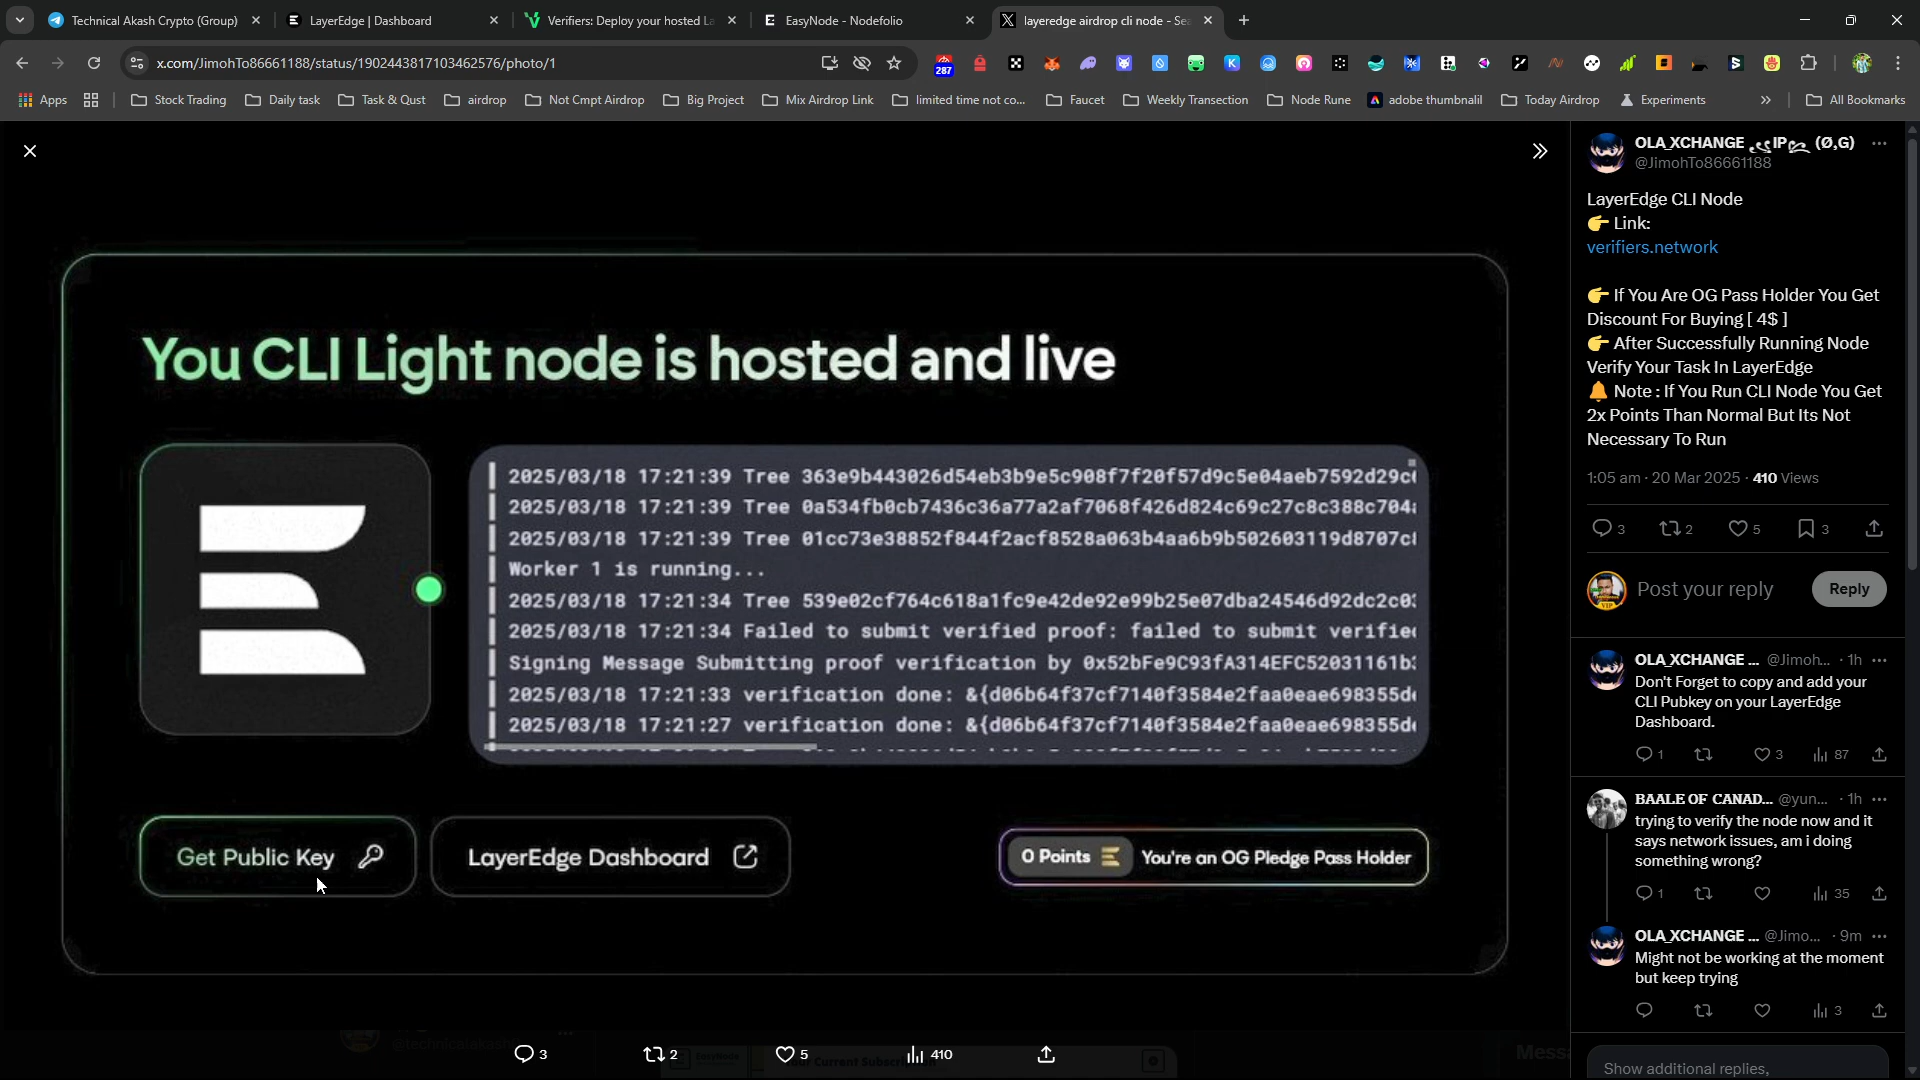 Technical Akash Crypto (Group)
LayerEdge | Dashboard
Verifiers: Deploy your hosted La
EasyNode - Nodefolio
layeredge airdrop cli node - Sea
x.com/JimohTo86661188/status/1902443817103462576/photo/1
287
Apps
Stock Trading
Daily task
Task & Qust
airdrop
Not Cmpt Airdrop
Big Project
Mix Airdrop Link
limited time not co...
Faucet
Weekly Transection
Node Rune
adobe thumbnalil
Today Airdrop
Experiments
All Bookmarks
You CLI Light node is hosted and live
2025/03/18 17:21:39 Tree 363e9b443026d54eb3b9e5c908f7f20f57d9c5e04aeb7592d29c
2025/03/18 17:21:39 Tree 0a534fb0cb7436c36a77a2af7068f426d824c69c27c8c388c704
2025/03/18 17:21:39 Tree 01cc73e38852f844f2acf8528a063b4aa6b9b502603119d8707c
Worker 1 is running...
2025/03/18 17:21:34 Tree 539e02cf764c618a1fc9e42de92e99b25e07dba24546d92dc2c0
2025/03/18 17:21:34 Failed to submit verified proof: failed to submit verifie
Signing Message Submitting proof verification by 0x52bFe9C93fA314EFC52031161b
2025/03/18 17:21:33 verification done: &{d06b64f37cf7140f3584e2faa0eae698355d
2025/03/18 17:21:27 verification done: &{d06b64f37cf7140f3584e2faa0eae698355d
Get Public Key
LayerEdge Dashboard
0 Points
You're an OG Pledge Pass Holder
3
2
5
410
OLA_XCHANGE IP (Ø,G)
@JimohTo86661188
LayerEdge CLI Node
👉 Link:
verifiers.network
👉 If You Are OG Pass Holder You Get
Discount For Buying [ 4$ ]
👉 After Successfully Running Node
Verify Your Task In LayerEdge
🔔 Note : If You Run CLI Node You Get
2x Points Than Normal But Its Not
Necessary To Run
1:05 am · 20 Mar 2025 · 410 Views
3
2
5
3
Post your reply
Reply
VIP
OLA_XCHANGE ... @Jimoh... · 1h
Don't Forget to copy and add your
CLI Pubkey on your LayerEdge
Dashboard.
1
3
87
BAALE OF CANAD... @yun... · 1h
trying to verify the node now and it
says network issues, am i doing
something wrong?
1
35
OLA_XCHANGE ... @Jimo... · 9m
Might not be working at the moment
but keep trying
3
Show additional replies,